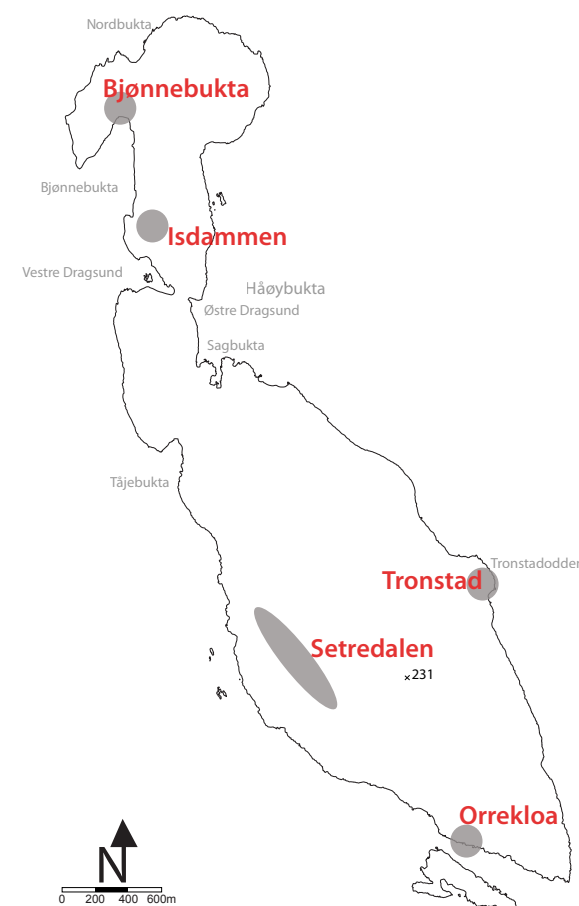 Nordbukta
Bjønnebukta
Bjønnebukta
Isdammen
Vestre Dragsund
Håøybukta
Østre Dragsund
Sagbukta
Tåjebukta
Tronstadodden
Tronstad
Setredalen
×231
Orrekloa
N
0 200 400 600m